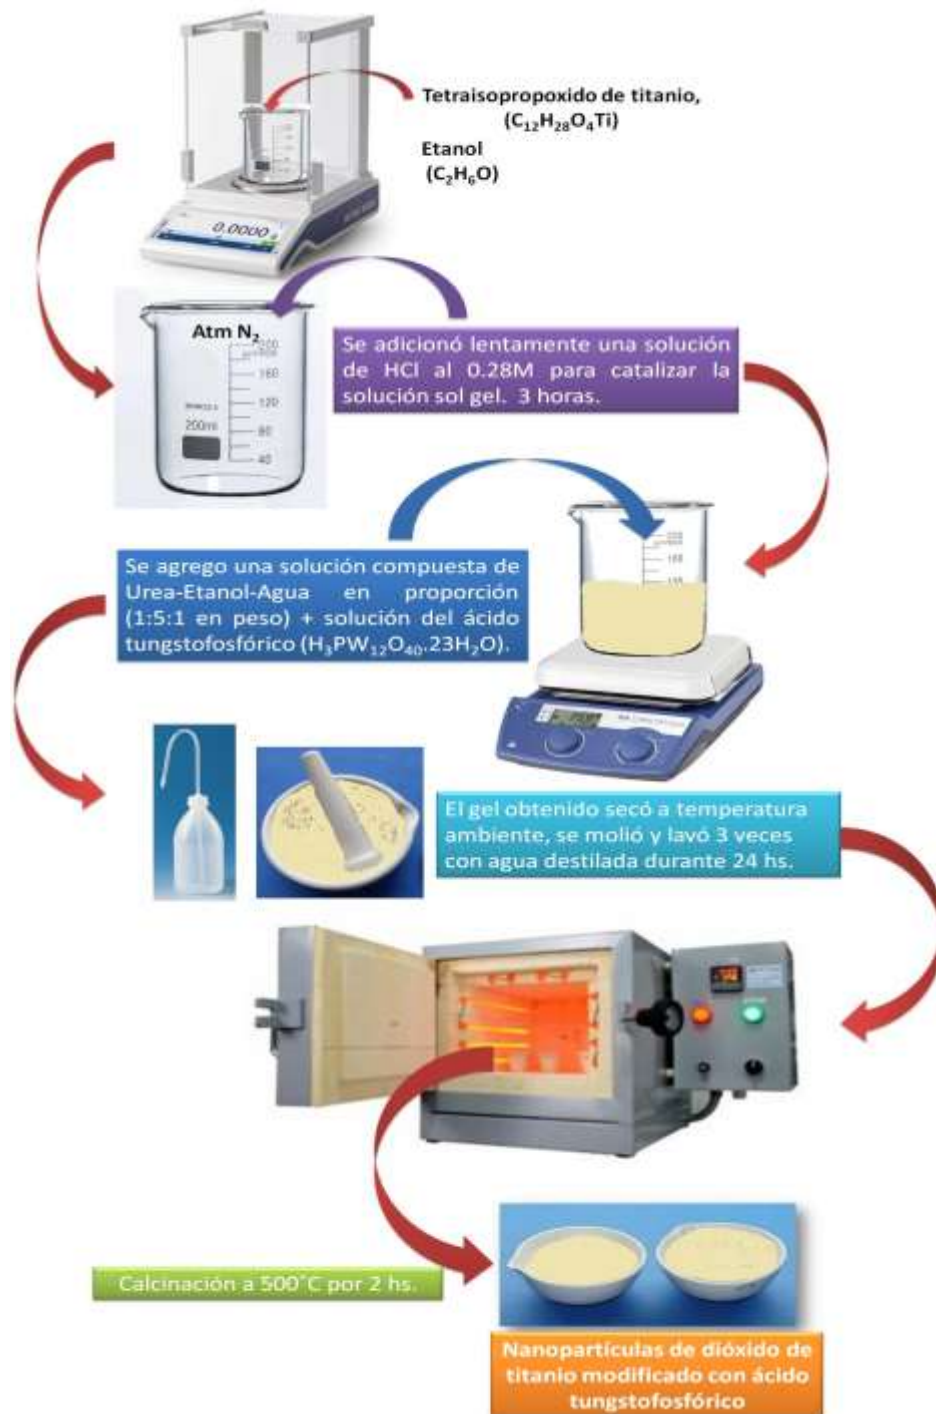 Tetraisopropoxido de titanio,
(C₁₂H₂₈O₄Ti)
Etanol
(C₂H₆O)
0.0000
Atm N₂
Se adicionó lentamente una solución
de HCl al 0.28M para catalizar la
solución sol gel. 3 horas.
160
120
200ml
80
40
Se agrego una solución compuesta de
Urea-Etanol-Agua en proporción
(1:5:1 en peso) + solución del ácido
tungstofosfórico (H₃PW₁₂O₄₀.23H₂O).
El gel obtenido secó a temperatura
ambiente, se molió y lavó 3 veces
con agua destilada durante 24 hs.
Calcinación a 500°C por 2 hs.
Nanopartículas de dióxido de
titanio modificado con ácido
tungstofosfórico